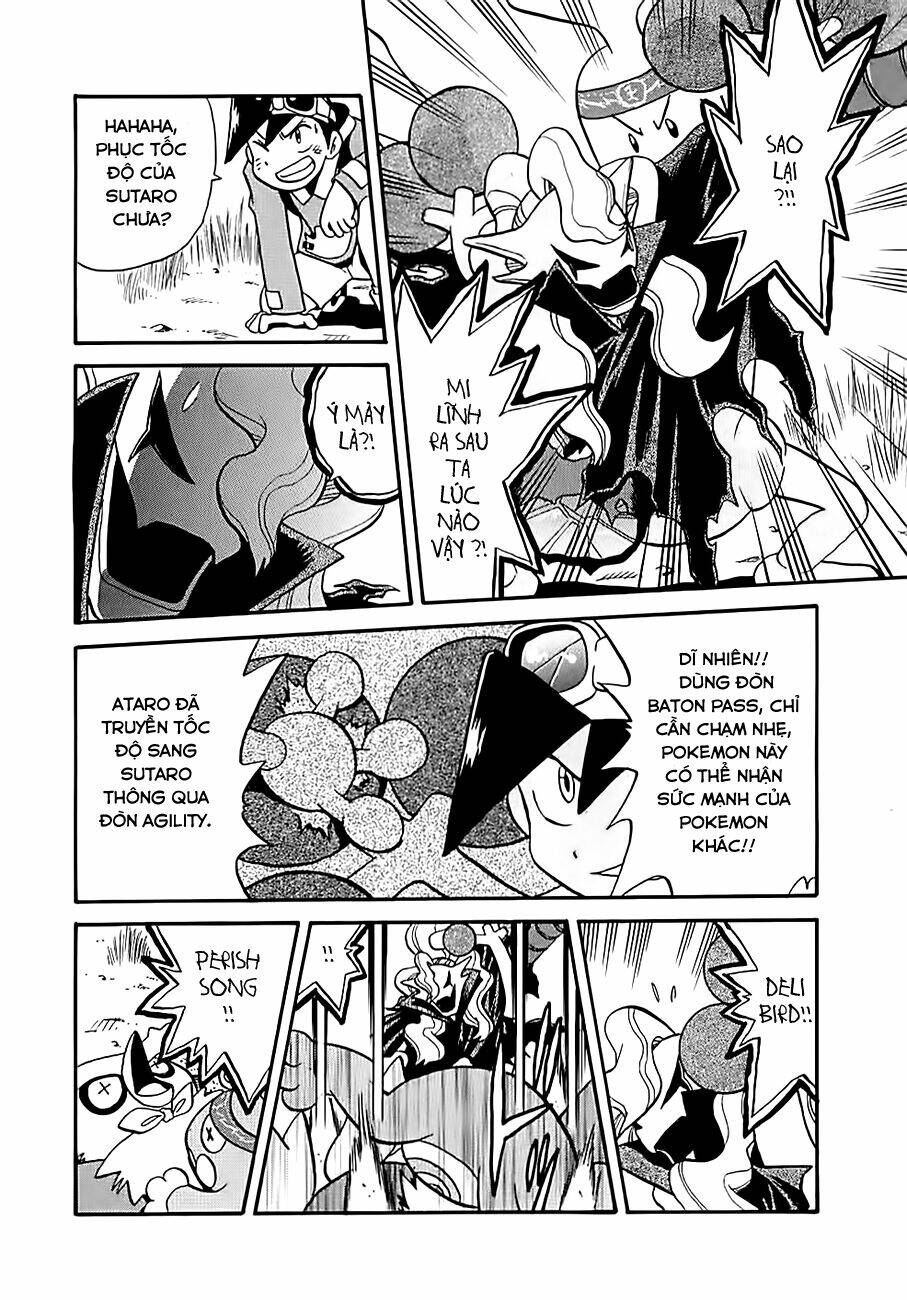 SAO
LẠI
?!!
MI
LĨNH
RA SAU
TA
LÚC
NÀO
VẬY ?!
HAHAHA,
PHỤC TỐC
ĐỘ CỦA
SUTARO
CHƯA?
Ý MÀY
LÀ?!
DĨ NHIÊN!!
DÙNG ĐÒN
BATON PASS, CHỈ
CẦN CHẠM NHẸ,
POKEMON NÀY
CÓ THỂ NHẬN
SỨC MẠNH CỦA
POKEMON
KHÁC!!
ATARO ĐÃ
TRUYỀN TỐC
ĐỘ SANG
SUTARO
THÔNG QUA
ĐÒN AGILITY.
DELI
BIRD!!
!!
PERISH
SONG
!!